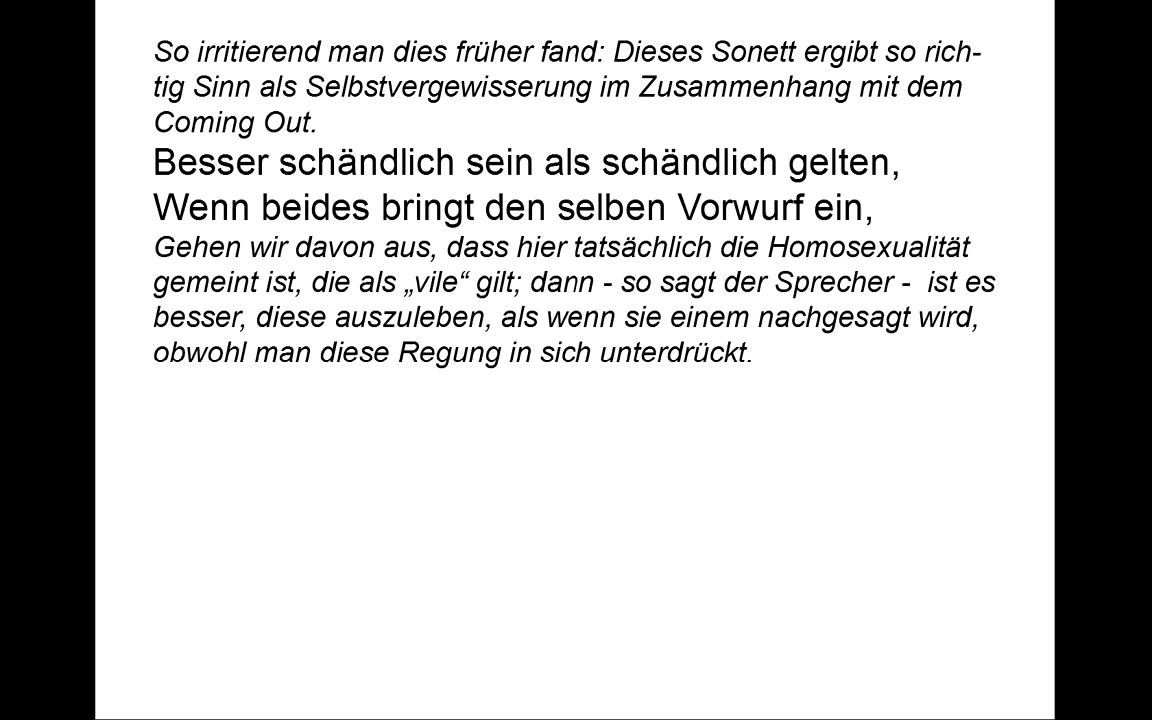 So irritierend man dies früher fand: Dieses Sonett ergibt so rich-
tig Sinn als Selbstvergewisserung im Zusammenhang mit dem
Coming Out.
Besser schändlich sein als schändlich gelten,
Wenn beides bringt den selben Vorwurf ein,
Gehen wir davon aus, dass hier tatsächlich die Homosexualität
gemeint ist, die als „vile“ gilt; dann - so sagt der Sprecher -  ist es
besser, diese auszuleben, als wenn sie einem nachgesagt wird,
obwohl man diese Regung in sich unterdrückt.